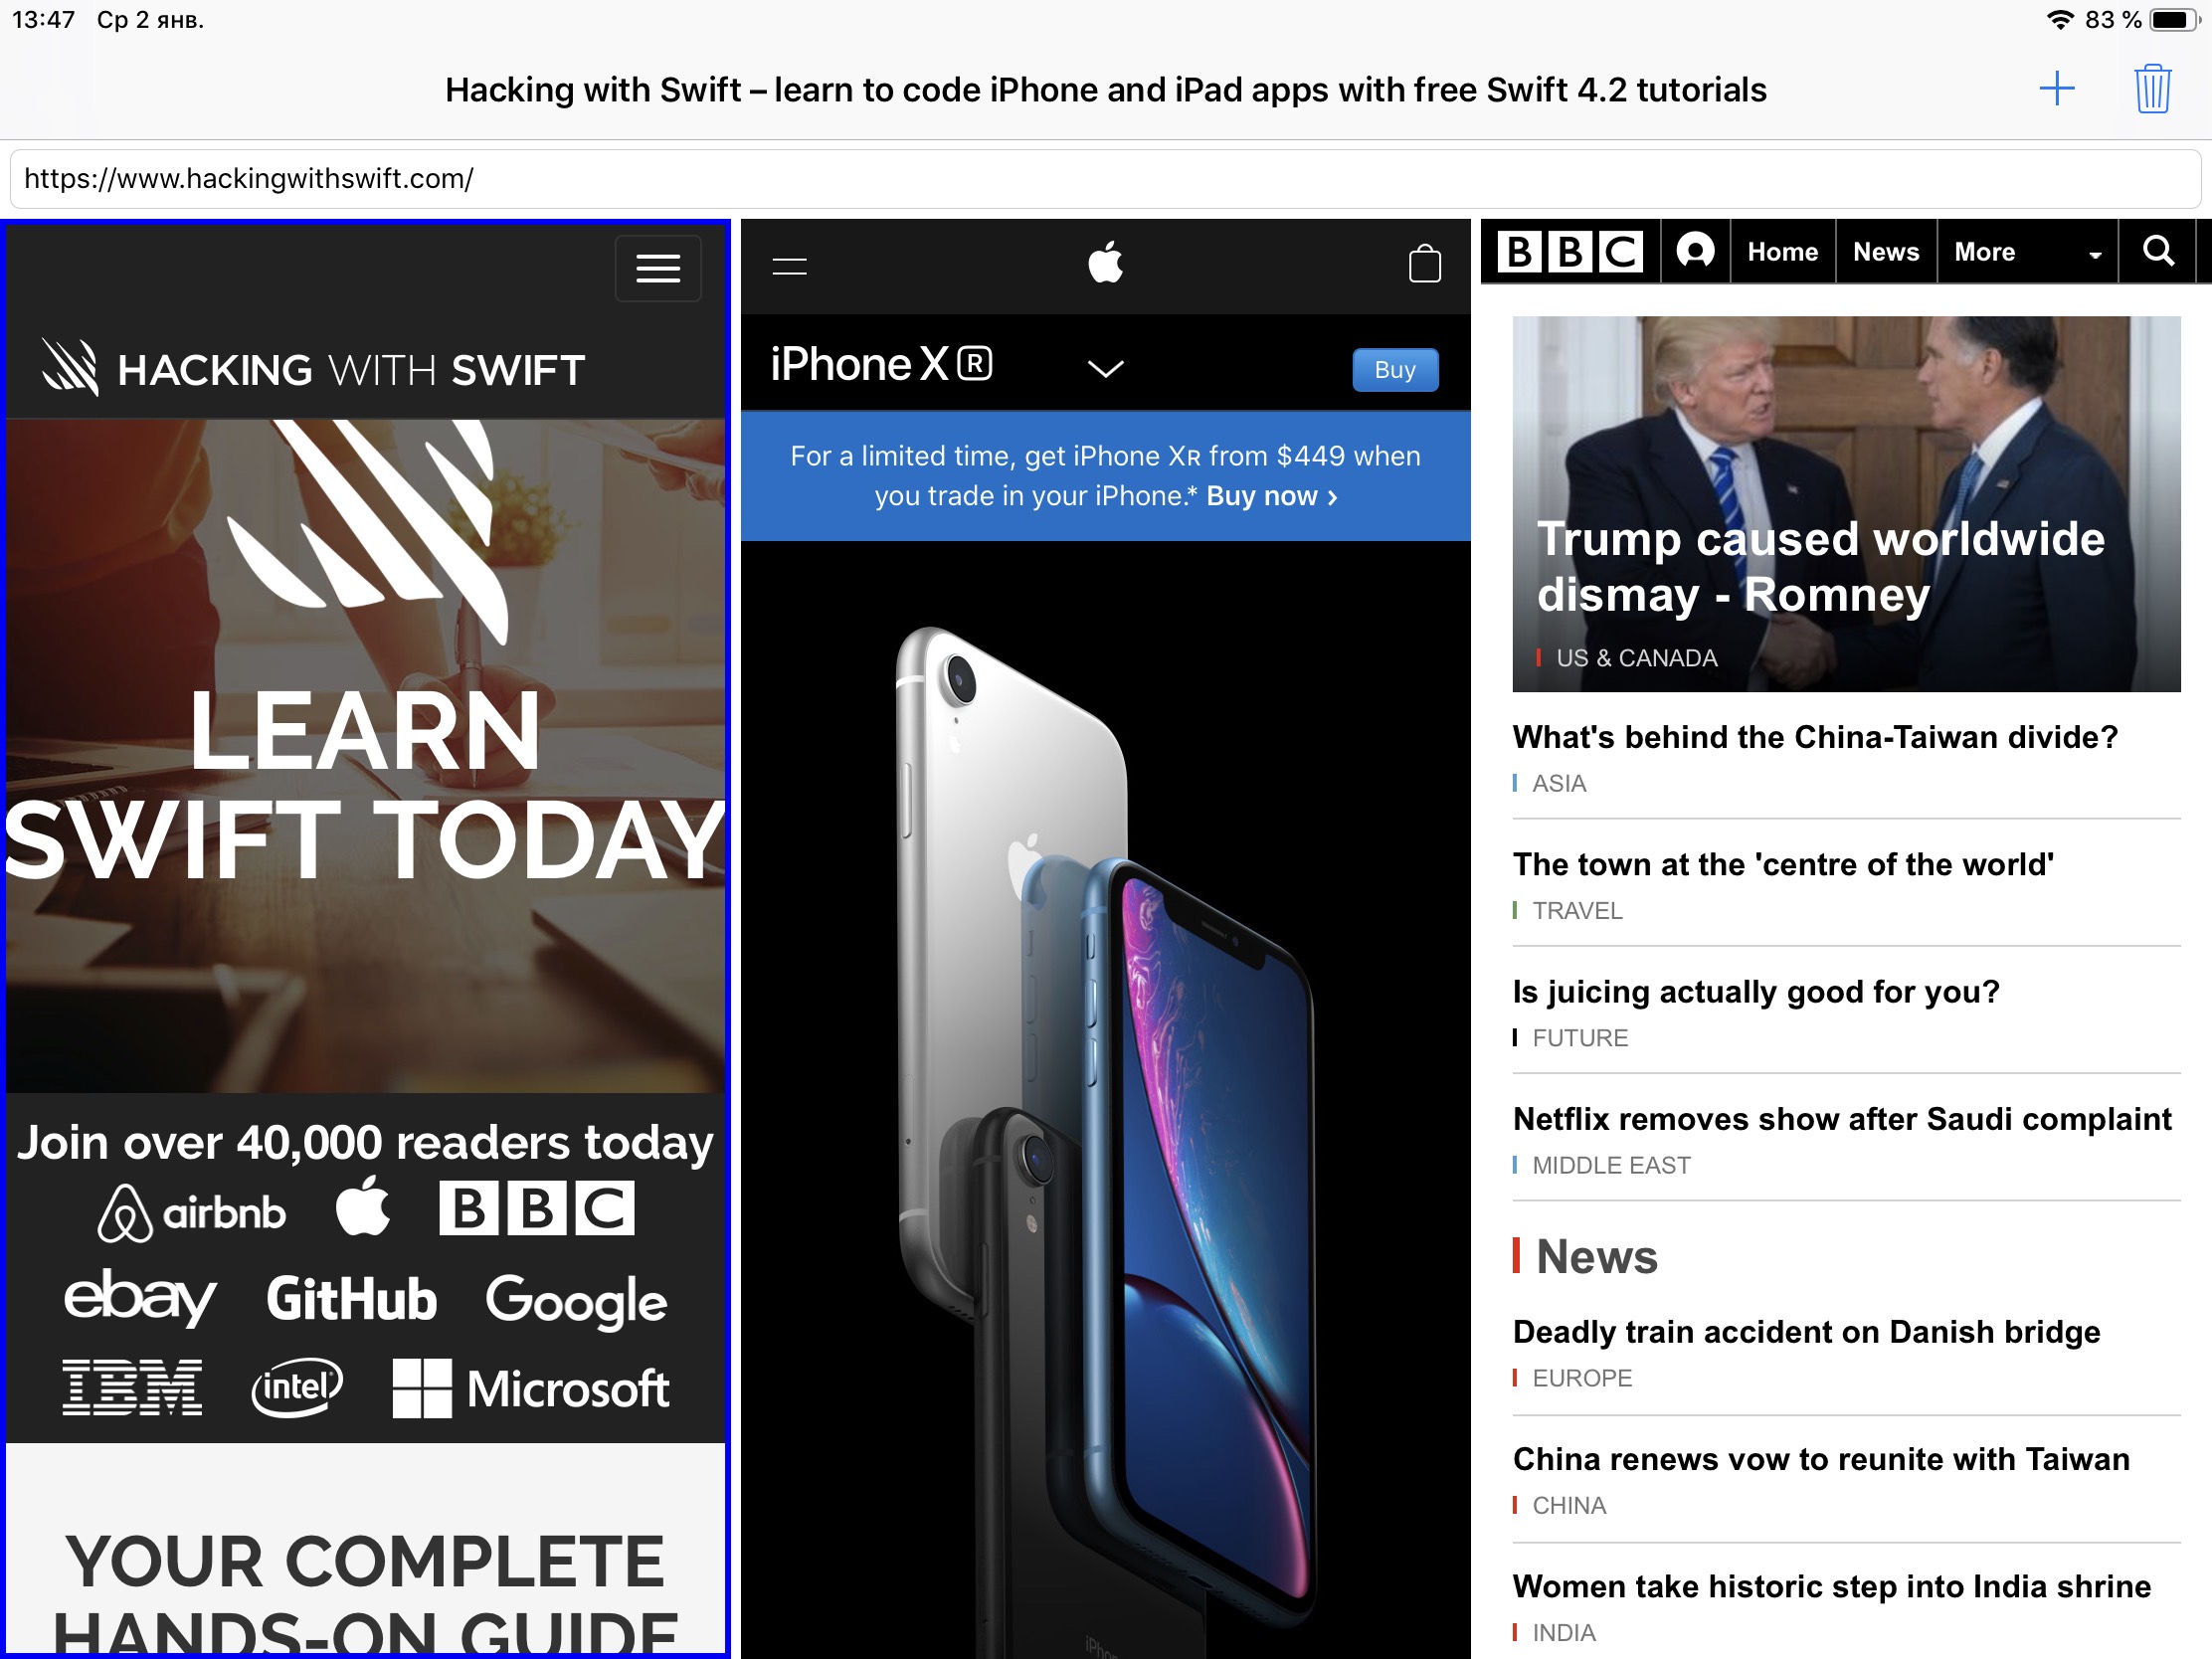 13:47 Ср 2 янв.
83 %
Hacking with Swift – learn to code iPhone and iPad apps with free Swift 4.2 tutorials
https://www.hackingwithswift.com/
HACKING WITH SWIFT
LEARN
SWIFT TODAY
Join over 40,000 readers today
airbnb BBC
ebay GitHub Google
IBM intel Microsoft
YOUR COMPLETE
HANDS-ON GUIDE
iPhone XR
Buy
For a limited time, get iPhone XR from $449 when
you trade in your iPhone.* Buy now ›
iPhone
BBC Home News More
Trump caused worldwide
dismay - Romney
US & CANADA
What's behind the China-Taiwan divide?
ASIA
The town at the 'centre of the world'
TRAVEL
Is juicing actually good for you?
FUTURE
Netflix removes show after Saudi complaint
MIDDLE EAST
News
Deadly train accident on Danish bridge
EUROPE
China renews vow to reunite with Taiwan
CHINA
Women take historic step into India shrine
INDIA